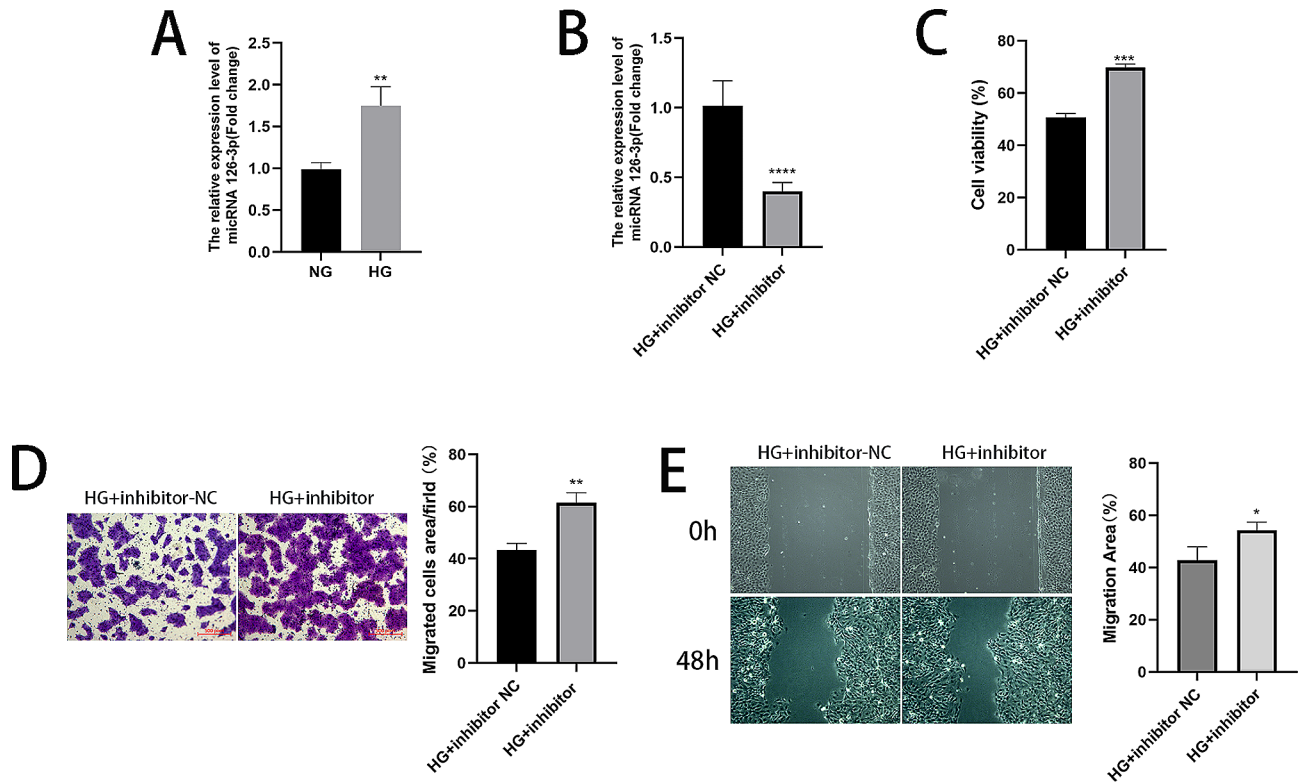 A
The relative expression level of
micRNA 126-3p(Fold change)
2.5
2.0
1.5
1.0
0.5
0.0
**
NG
HG
B
The relative expression level of
micRNA 126-3p(Fold change)
1.5
1.0
0.5
0.0
****
HG+inhibitor NC
HG+inhibitor
C
Cell viability (%)
80
60
40
20
0
***
HG+inhibitor NC
HG+inhibitor
D
HG+inhibitor-NC
HG+inhibitor
Migrated cells area/firld (%)
80
60
40
20
0
**
HG+inhibitor NC
HG+inhibitor
E
HG+inhibitor-NC
HG+inhibitor
0h
48h
Migration Area(%)
80
60
40
20
0
*
HG+inhibitor NC
HG+inhibitor